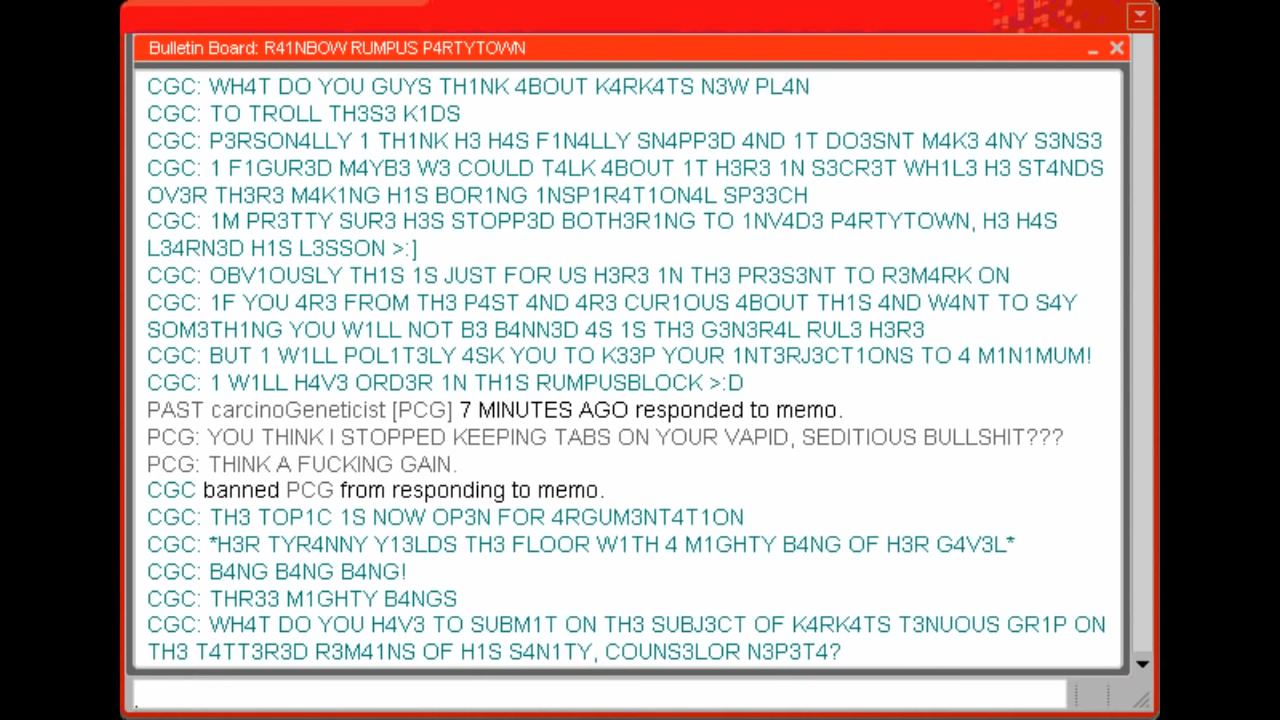 Bulletin Board: R41NBOW RUMPUS P4RTYTOWN
CGC: WH4T DO YOU GUYS TH1NK 4BOUT K4RK4TS N3W PL4N
CGC: TO TROLL TH3S3 K1DS
CGC: P3RSON4LLY 1 TH1NK H3 H4S F1N4LLY SN4PP3D 4ND 1T DO3SNT M4K3 4NY S3NS3
CGC: 1 F1GUR3D M4YB3 W3 COULD T4LK 4BOUT 1T H3R3 1N S3CR3T WH1L3 H3 ST4NDS
OV3R TH3R3 M4K1NG H1S BOR1NG 1NSP1R4T1ON4L SP33CH
CGC: 1M PR3TTY SUR3 H3S STOPP3D BOTH3R1NG TO 1NV4D3 P4RTYTOWN, H3 H4S
L34RN3D H1S L3SSON >:]
CGC: OBV1OUSLY TH1S 1S JUST FOR US H3R3 1N TH3 PR3S3NT TO R3M4RK ON
CGC: 1F YOU 4R3 FROM TH3 P4ST 4ND 4R3 CUR1OUS 4BOUT TH1S 4ND W4NT TO S4Y
SOM3TH1NG YOU W1LL NOT B3 B4NN3D 4S 1S TH3 G3N3R4L RUL3 H3R3
CGC: BUT 1 W1LL POL1T3LY 4SK YOU TO K33P YOUR 1NT3RJ3CT1ONS TO 4 M1N1MUM!
CGC: 1 W1LL H4V3 ORD3R 1N TH1S RUMPUSBLOCK >:D
PAST carcinoGeneticist [PCG] 7 MINUTES AGO responded to memo.
PCG: YOU THINK I STOPPED KEEPING TABS ON YOUR VAPID, SEDITIOUS BULLSHIT???
PCG: THINK A FUCKING GAIN.
CGC banned PCG from responding to memo.
CGC: TH3 TOP1C 1S NOW OP3N FOR 4RGUM3NT4T1ON
CGC: *H3R TYR4NNY Y13LDS TH3 FLOOR W1TH 4 M1GHTY B4NG OF H3R G4V3L*
CGC: B4NG B4NG B4NG!
CGC: THR33 M1GHTY B4NGS
CGC: WH4T DO YOU H4V3 TO SUBM1T ON TH3 SUBJ3CT OF K4RK4TS T3NUOUS GR1P ON
TH3 T4TT3R3D R3M41NS OF H1S S4N1TY, COUNS3LOR N3P3T4?